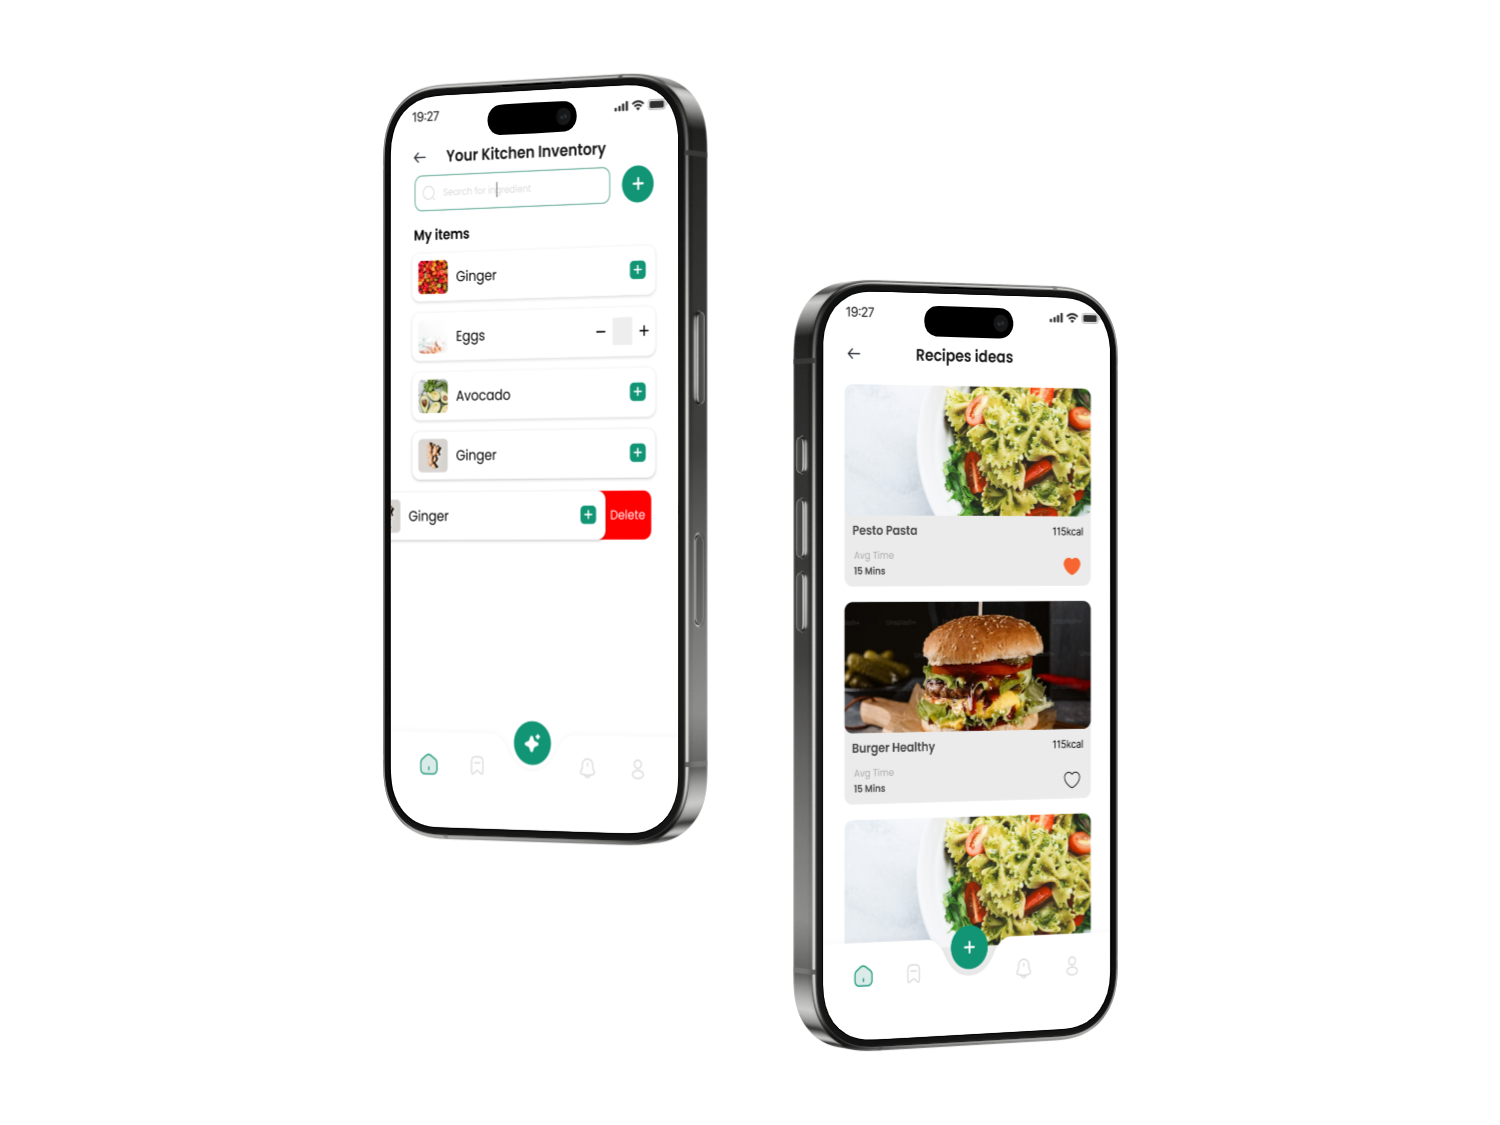 19:27
Your Kitchen Inventory
Search for ingredient
My items
Ginger
Eggs
Avocado
Ginger
Ginger
Delete
19:27
Recipes ideas
Pesto Pasta
115kcal
Avg Time
15 Mins
Burger Healthy
115kcal
Avg Time
15 Mins